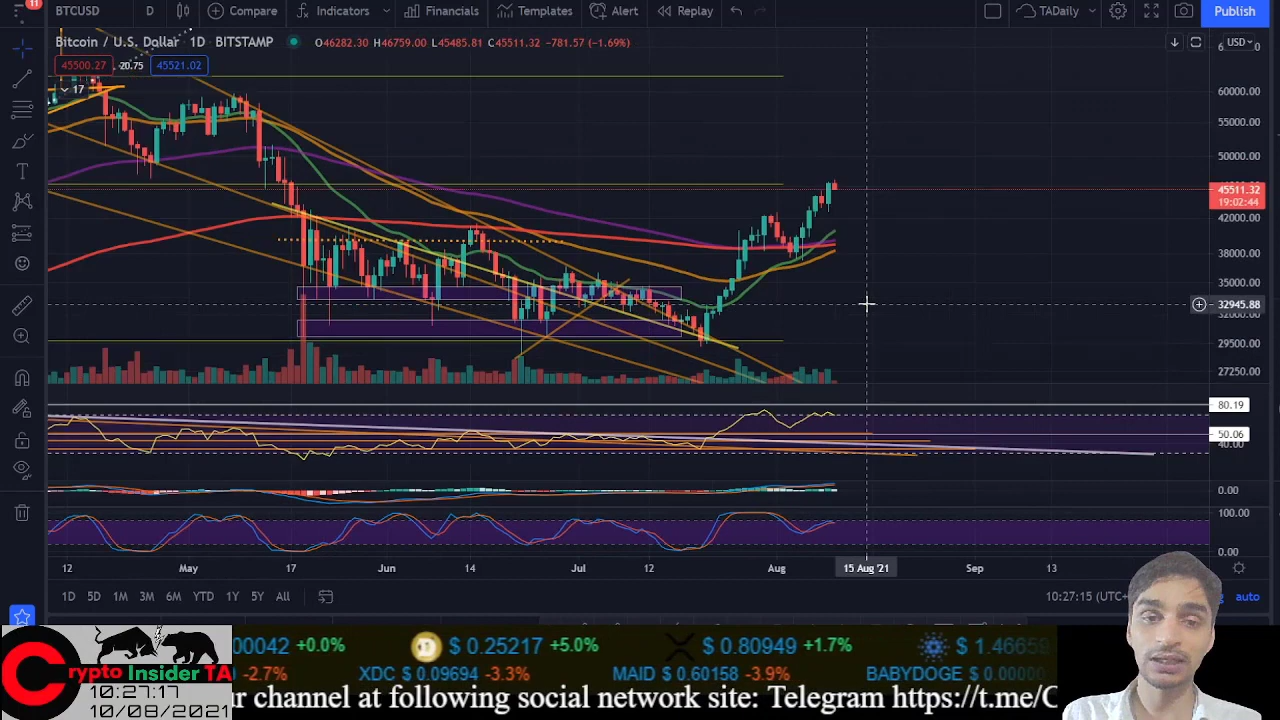 11
BTCUSD D Compare Indicators Financials Templates Alert Replay TADaily Publish
Bitcoin / U.S. Dollar 1D BITSTAMP O46282.30 H46759.00 L45485.81 C45511.32 -781.57 (-1.69%) USD
45500.27 20.75 45521.02
17
60000.00
55000.00
50000.00
45511.32
19:02:44
42000.00
38000.00
35000.00
32945.88
32000.00
29500.00
27250.00
80.19
50.06
40.00
0.00
100.00
0.00
12 May 17 Jun 14 Jul 12 Aug 15 Aug '21 Sep 13
1D 5D 1M 3M 6M YTD 1Y 5Y All 10:27:15 (UTC+ auto
Crypto Insider TA
10:27:17
10/08/2021
00042 +0.0% $ 0.25217 +5.0% $ 0.80949 +1.7% $ 1.4665
-2.7% XDC $ 0.09694 -3.3% MAID $ 0.60158 -3.9% BABYDOGE $ 0.0000
ur channel at following social network site: Telegram https://t.me/C